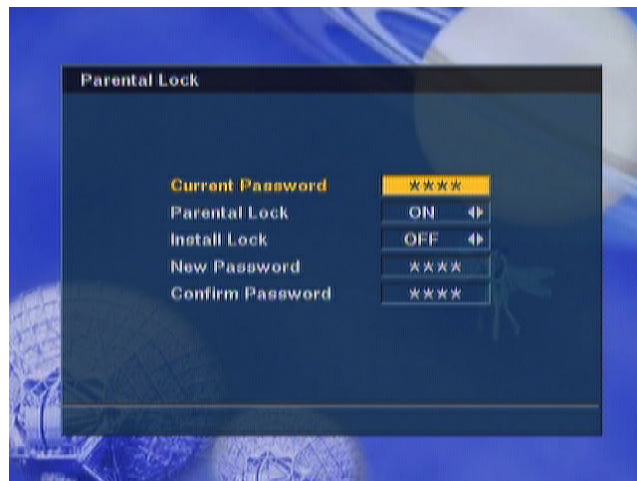 Parental Lock
Current Password ****
Parental Lock ON
Install Lock OFF
New Password ****
Confirm Password ****